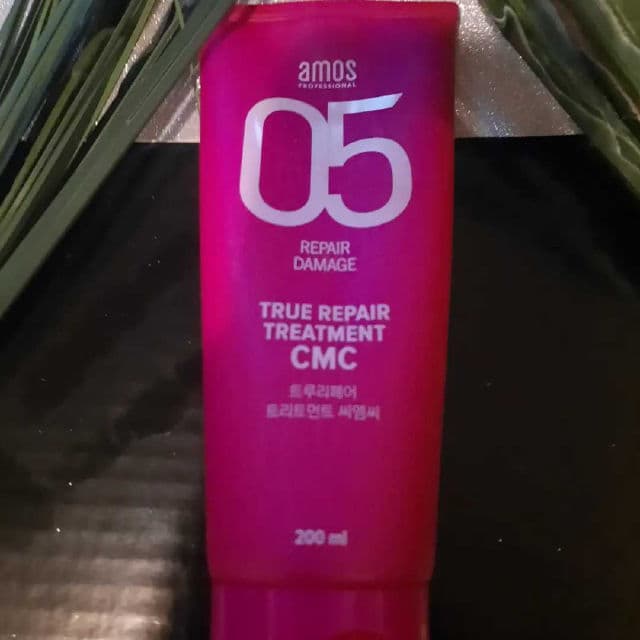 amos
PROFESSIONAL
05
REPAIR
DAMAGE
TRUE REPAIR
TREATMENT
CMC
트루리페어
트리트먼트 씨엠씨
200 ml